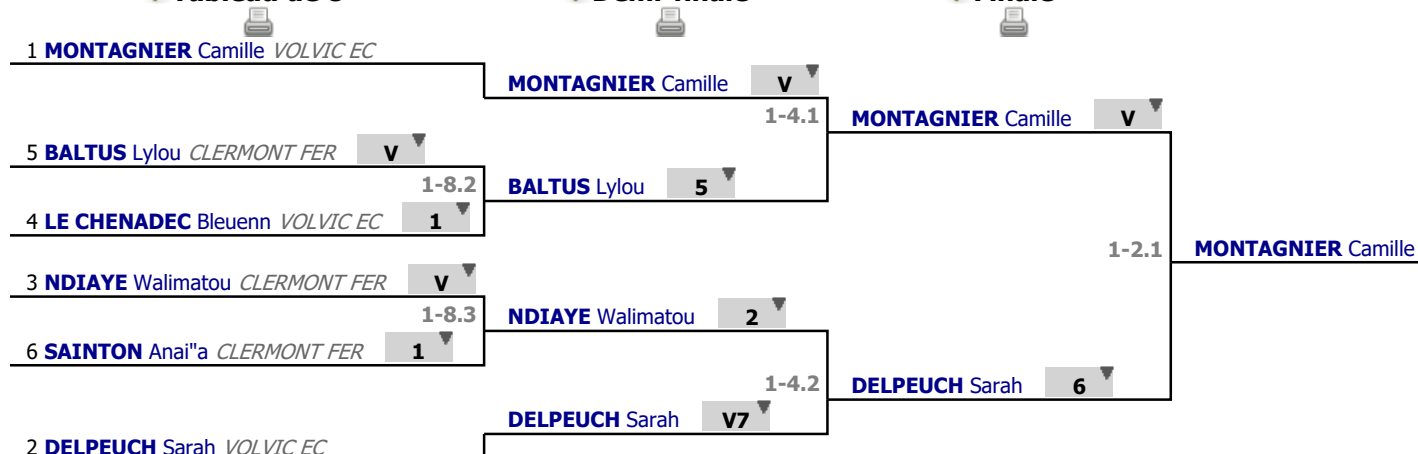 Tableau de 8
Demi-finale
Finale
1 MONTAGNIER Camille VOLVIC EC
MONTAGNIER Camille V
1-4.1
MONTAGNIER Camille V
5 BALTUS Lylou CLERMONT FER V
1-8.2
BALTUS Lylou 5
4 LE CHENADEC Bleuenn VOLVIC EC 1
1-2.1
MONTAGNIER Camille
3 NDIAYE Walimatou CLERMONT FER V
1-8.3
NDIAYE Walimatou 2
6 SAINTON Anai"a CLERMONT FER 1
1-4.2
DELPEUCH Sarah 6
DELPEUCH Sarah V7
2 DELPEUCH Sarah VOLVIC EC